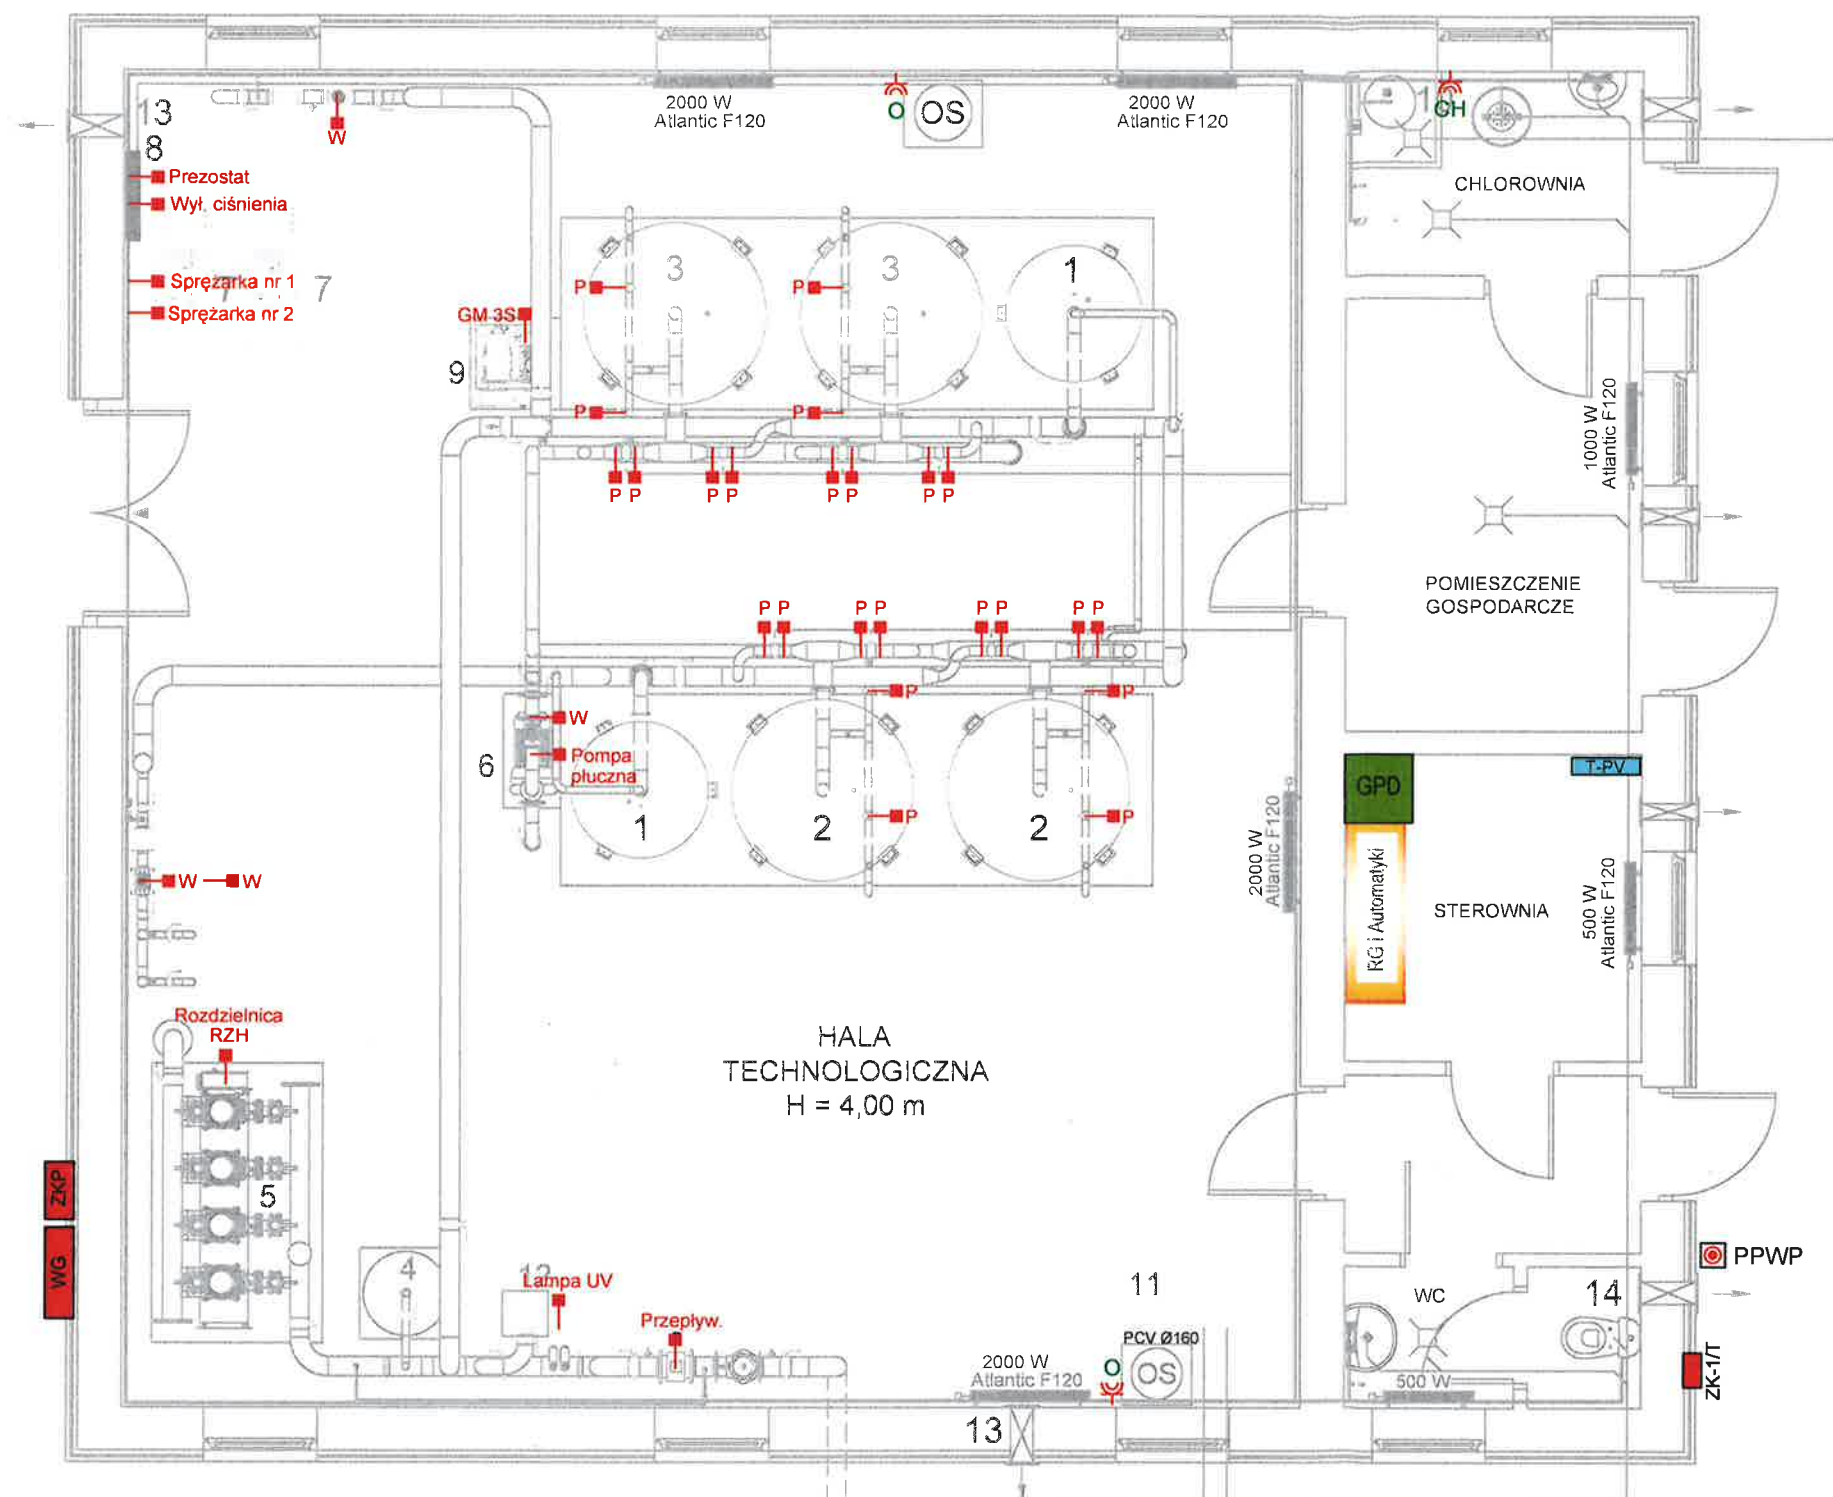 2000 W
Atlantic F120
O
OS
2000 W
Atlantic F120
GH
13
W
8
Prezostat
Wył. ciśnienia
CHLOROWNIA
Sprężarka nr 1
7
7
Sprężarka nr 2
3
3
1
P
P
GM 3S
9
P
P
P P
P P
P P
P P
1000 W
Atlantic F120
POMIESZCZENIE
GOSPODARCZE
P P
P P
P P
P P
P
P
W
6
Pompa
płuczna
1
2
2
P
P
GPD
T-PV
2000 W
Atlantic F120
RG i Automatyki
STEROWNIA
500 W
Atlantic F120
W
W
Rozdzielnica
RZH
HALA
TECHNOLOGICZNA
H = 4,00 m
ZKP
WG
5
4
12
Lampa UV
Przepływ.
11
PCV Ø160
2000 W
Atlantic F120
O
OS
13
WC
14
500 W
PPWP
ZK-1/T